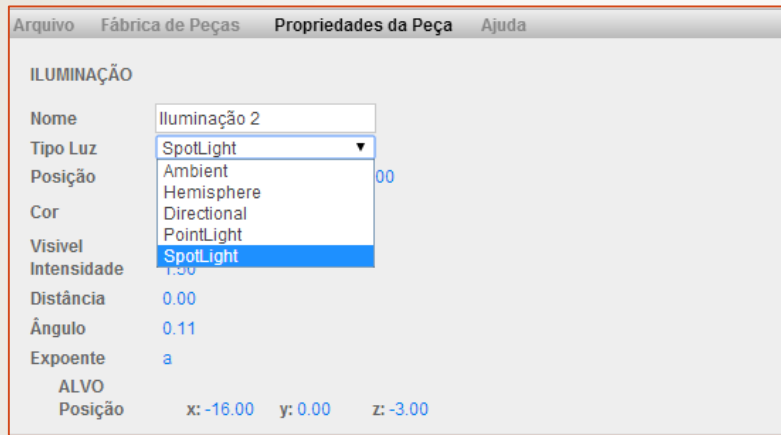 Arquivo Fábrica de Peças Propriedades da Peça Ajuda
ILUMINAÇÃO
Nome Iluminação 2
Tipo Luz SpotLight
Ambient
Posição 00
Hemisphere
Cor Directional
PointLight
Visivel SpotLight
Intensidade 1.50
Distância 0.00
Ângulo 0.11
Expoente a
ALVO
Posição x: -16.00 y: 0.00 z: -3.00